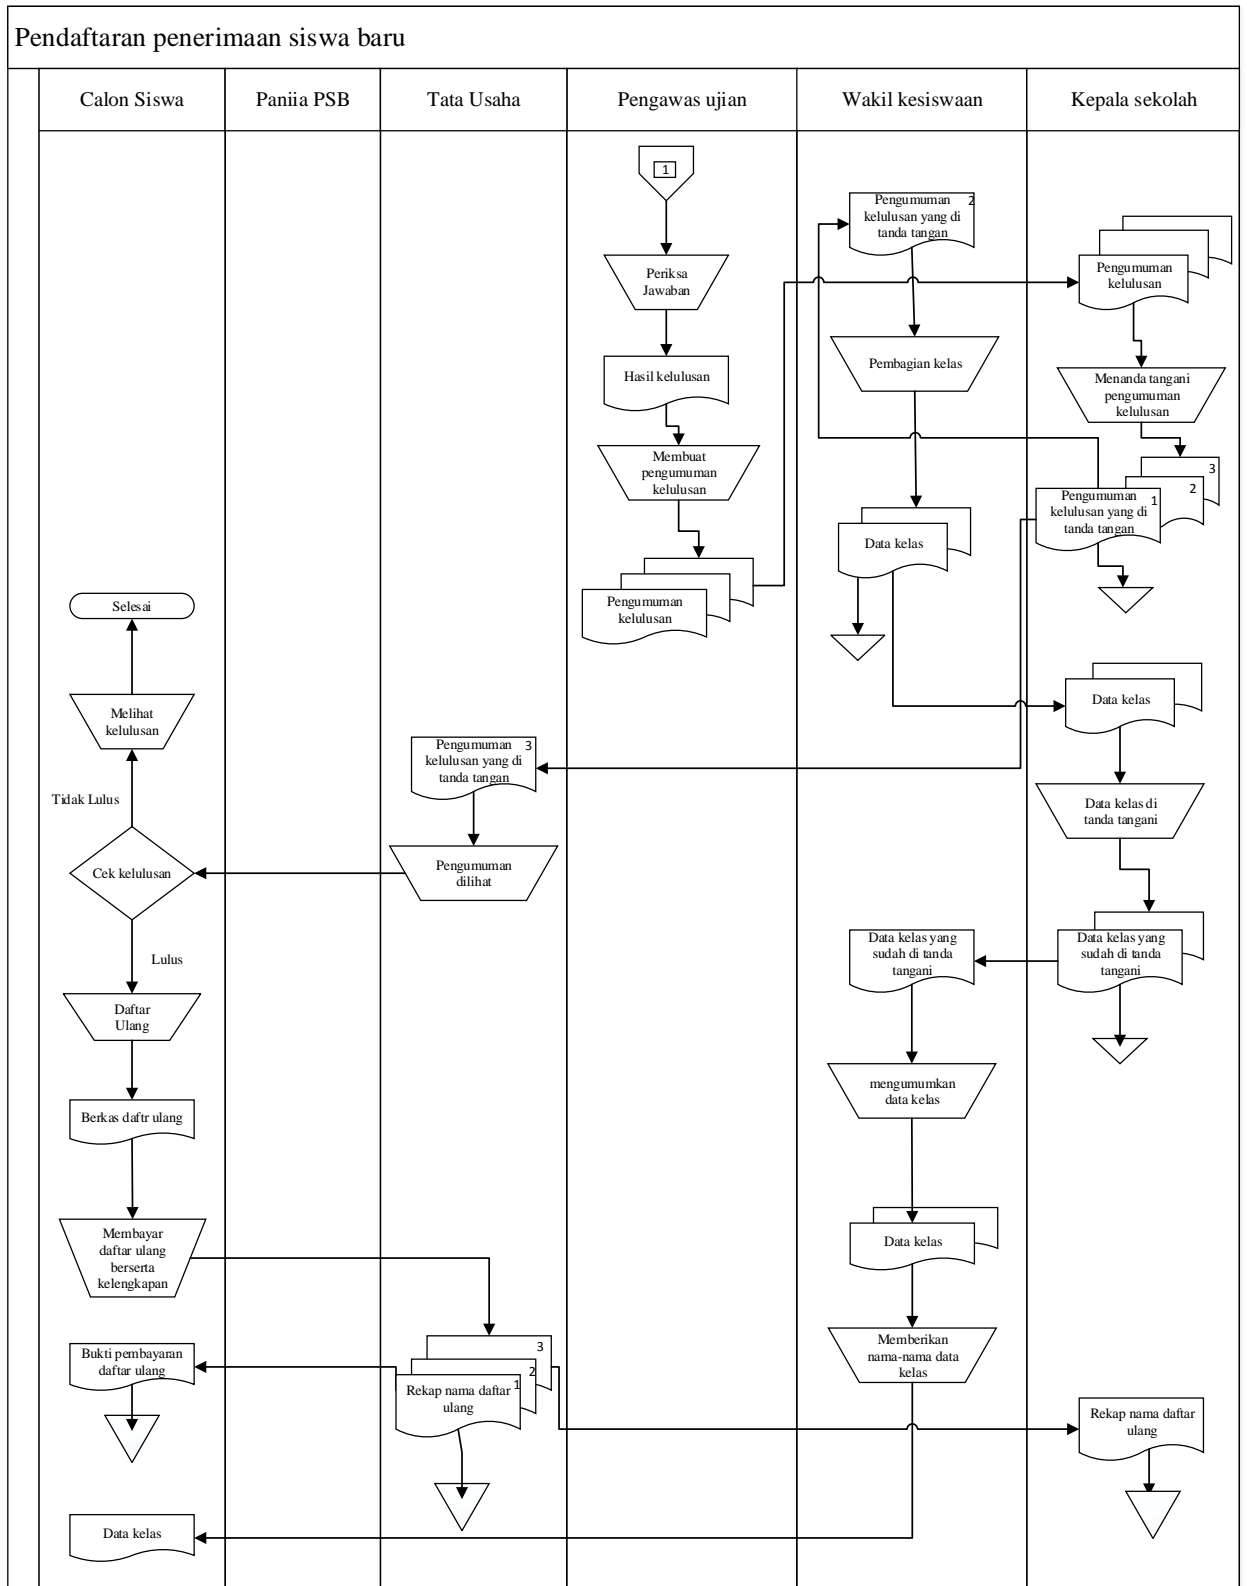 Pendaftaran penerimaan siswa baru
Calon Siswa
Paniia PSB
Tata Usaha
Pengawas ujian
Wakil kesiswaan
Kepala sekolah
Selesai
Melihat
kelulusan
Tidak Lulus
Cek kelulusan
Lulus
Daftar
Ulang
Berkas daftr ulang
Membayar
daftar ulang
berserta
kelengkapan
Bukti pembayaran
daftar ulang
Data kelas
Pengumuman 3
kelulusan yang di
tanda tangan
Pengumuman
dilihat
3
2
1
Rekap nama daftar
ulang
1
Periksa
Jawaban
Hasil kelulusan
Membuat
pengumuman
kelulusan
Pengumuman
kelulusan
Pengumuman 2
kelulusan yang di
tanda tangan
Pembagian kelas
Data kelas
Data kelas yang
sudah di tanda
tangani
mengumumkan
data kelas
Data kelas
Memberikan
nama-nama data
kelas
Pengumuman
kelulusan
Menanda tangani
pengumuman
kelulusan
3
2
1
Pengumuman
kelulusan yang di
tanda tangan
Data kelas
Data kelas di
tanda tangani
Data kelas yang
sudah di tanda
tangani
Rekap nama daftar
ulang